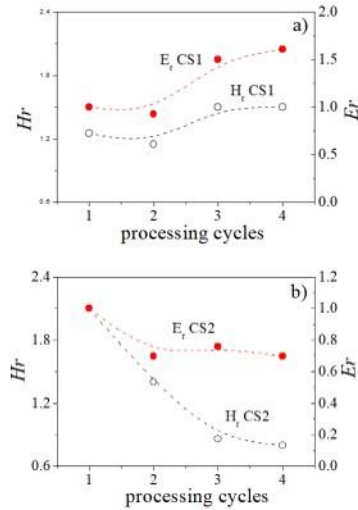 a)
2.4
1.8
1.2
0.6
Hr
2.0
1.5
1.0
0.5
0.0
Er
E_r CS1
H_r CS1
1 2 3 4
processing cycles
b)
2.4
1.8
1.2
0.6
Hr
1.2
1.0
0.8
0.6
0.4
0.2
0.0
Er
E_r CS2
H_r CS2
1 2 3 4
processing cycles